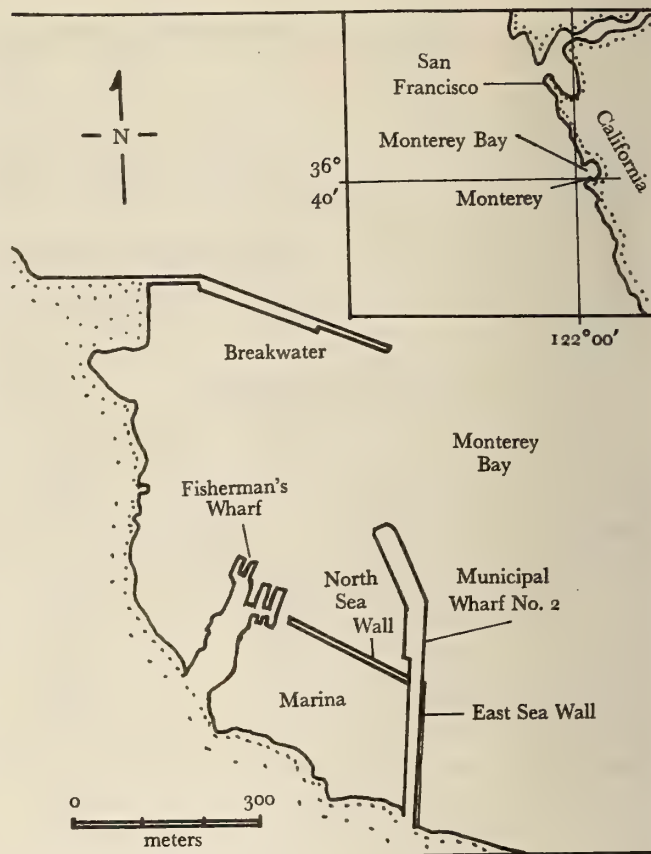 San
Francisco
Monterey Bay
California
36°
40′
Monterey
122°00′
N
Breakwater
Monterey
Bay
Fisherman's
Wharf
North
Sea
Wall
Municipal
Wharf No. 2
Marina
East Sea Wall
0
300
meters